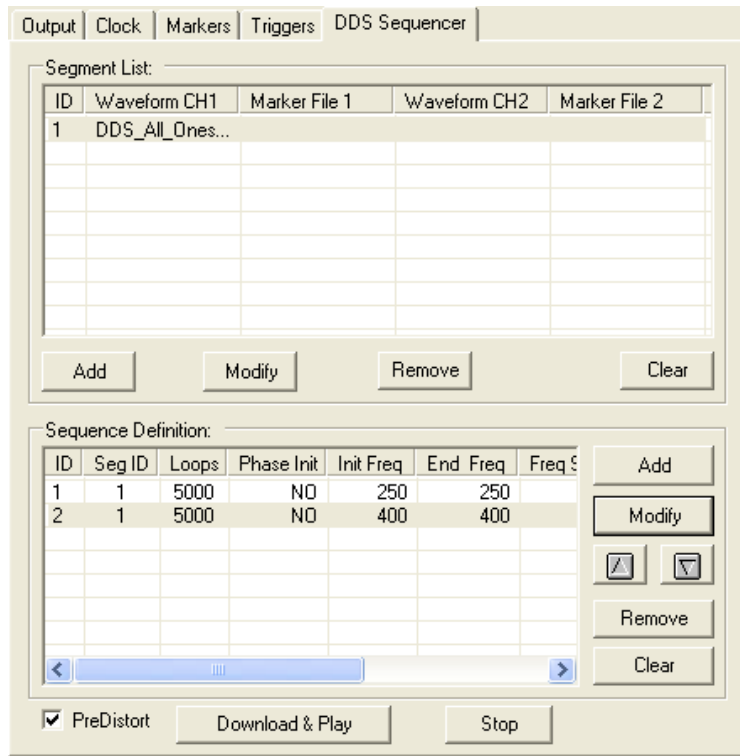 Output Clock Markers Triggers DDS Sequencer
Segment List:
ID Waveform CH1 Marker File 1 Waveform CH2 Marker File 2
1 DDS_All_Ones...
Add Modify Remove Clear
Sequence Definition:
ID Seg ID Loops Phase Init Init Freq End Freq Freq S
1 1 5000 NO 250 250
2 1 5000 NO 400 400
Add
Modify
Remove
Clear
PreDistort Download & Play Stop